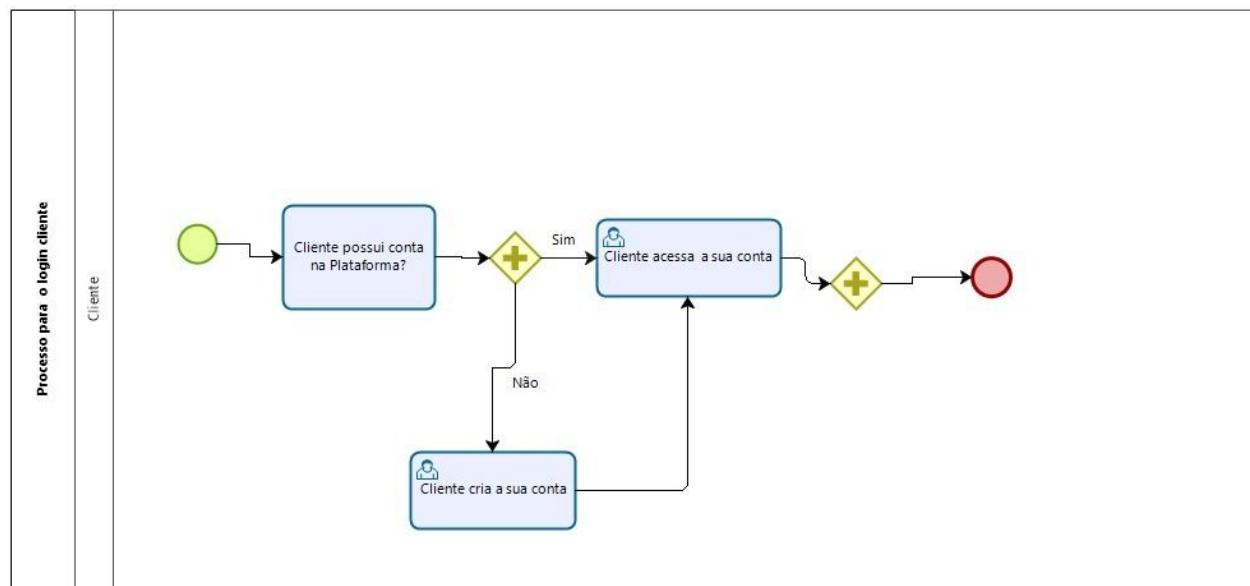 Processo para o login cliente
Cliente
Cliente possui conta
na Plataforma?
Sim
Cliente acessa a sua conta
Não
Cliente cria a sua conta